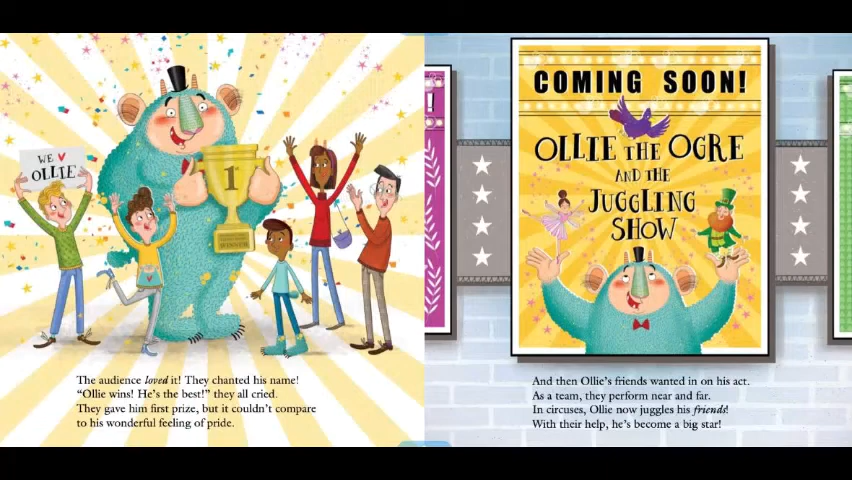 WE ♥
OLLIE
1
WINNER
The audience loved it! They chanted his name!
"Ollie wins! He's the best!" they all cried.
They gave him first prize, but it couldn't compare
to his wonderful feeling of pride.
COMING SOON!
OLLIE THE OGRE
AND THE
JUGGLING
SHOW
And then Ollie's friends wanted in on his act.
As a team, they perform near and far.
In circuses, Ollie now juggles his friends!
With their help, he's become a big star!